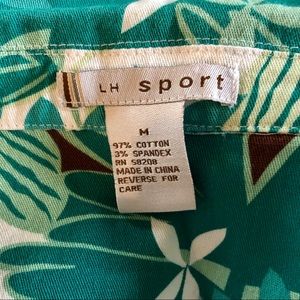 LH sport
M
97% COTTON
3% SPANDEX
RN 58208
MADE IN CHINA
REVERSE FOR
CARE